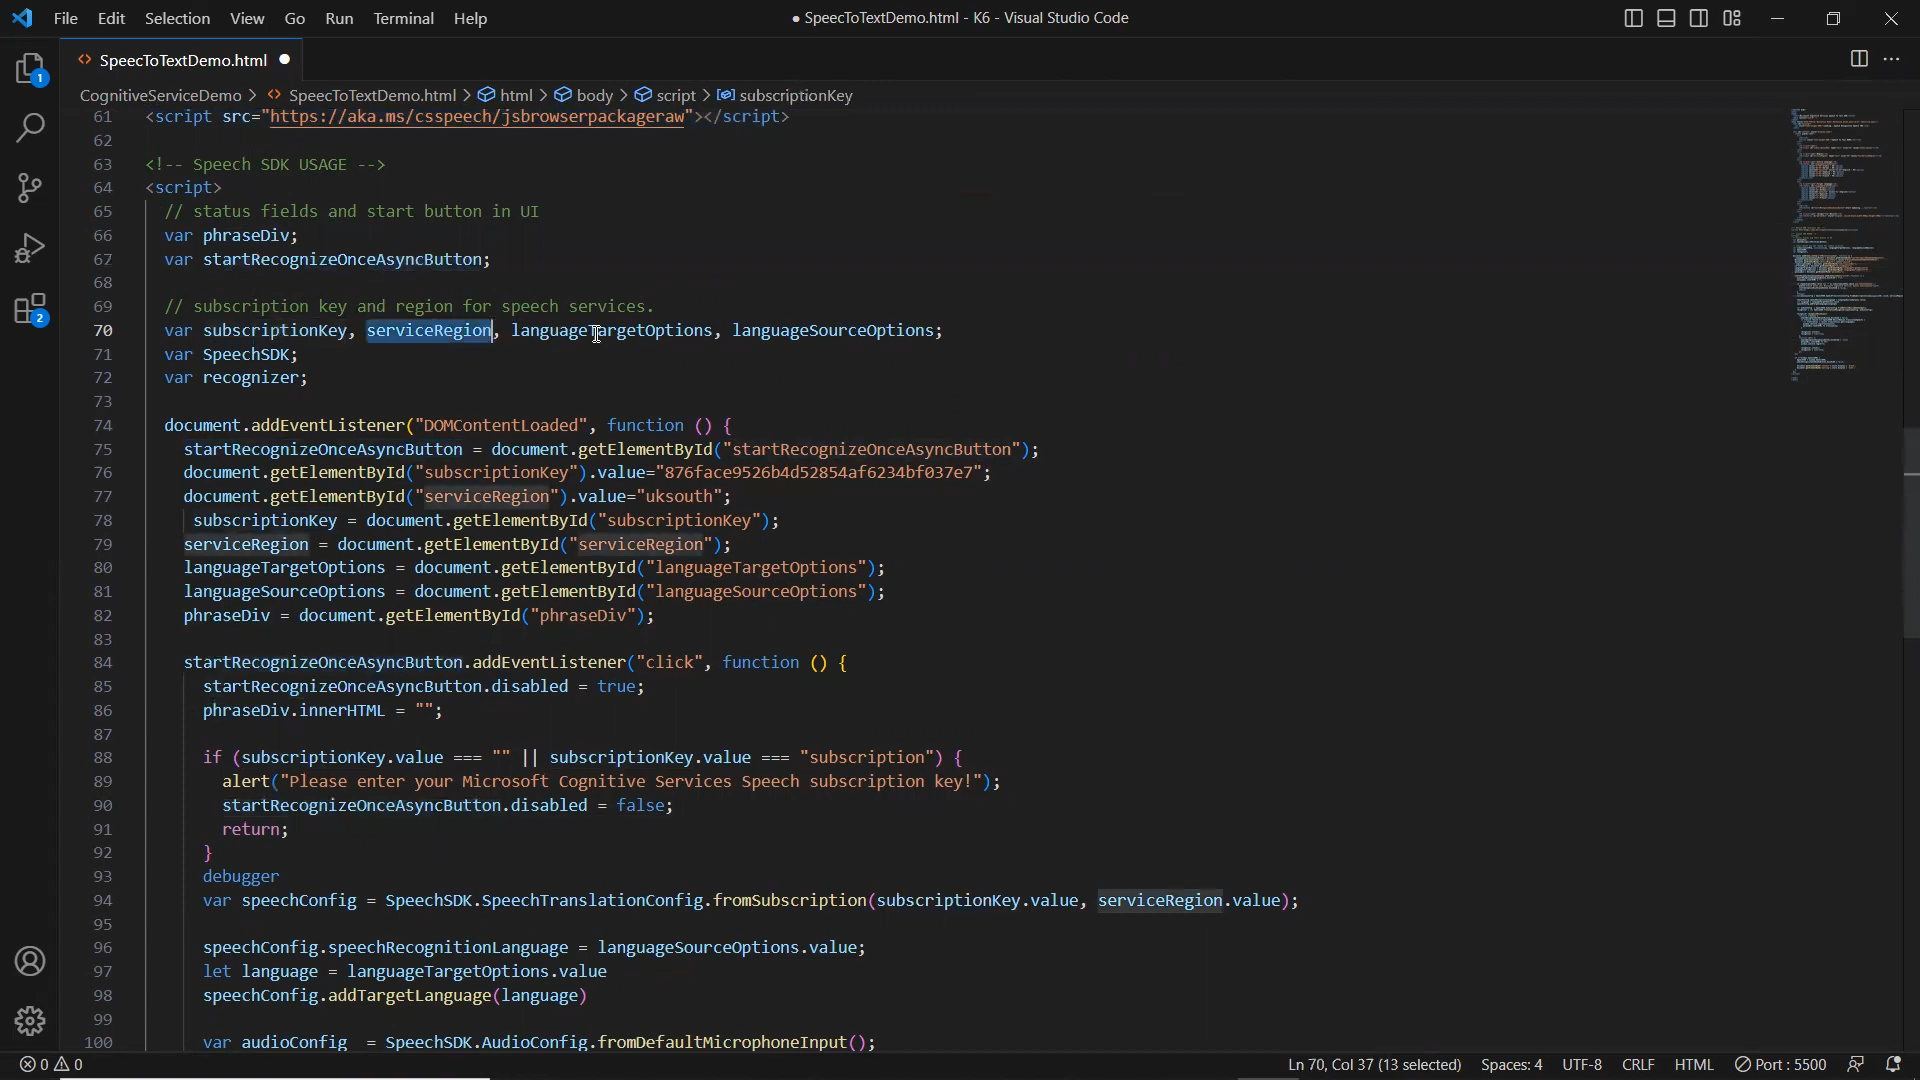 File Edit Selection View Go Run Terminal Help
● SpeecToTextDemo.html - K6 - Visual Studio Code
SpeecToTextDemo.html
CognitiveServiceDemo > SpeecToTextDemo.html > html > body > script > subscriptionKey
1
2
61 <script src="https://aka.ms/csspeech/jsbrowserpackageraw"></script>
62
63 <!-- Speech SDK USAGE -->
64 <script>
65 // status fields and start button in UI
66 var phraseDiv;
67 var startRecognizeOnceAsyncButton;
68
69 // subscription key and region for speech services.
70 var subscriptionKey, serviceRegion, languageTargetOptions, languageSourceOptions;
71 var SpeechSDK;
72 var recognizer;
73
74 document.addEventListener("DOMContentLoaded", function () {
75 startRecognizeOnceAsyncButton = document.getElementById("startRecognizeOnceAsyncButton");
76 document.getElementById("subscriptionKey").value="876face9526b4d52854af6234bf037e7";
77 document.getElementById("serviceRegion").value="uksouth";
78 subscriptionKey = document.getElementById("subscriptionKey");
79 serviceRegion = document.getElementById("serviceRegion");
80 languageTargetOptions = document.getElementById("languageTargetOptions");
81 languageSourceOptions = document.getElementById("languageSourceOptions");
82 phraseDiv = document.getElementById("phraseDiv");
83
84 startRecognizeOnceAsyncButton.addEventListener("click", function () {
85 startRecognizeOnceAsyncButton.disabled = true;
86 phraseDiv.innerHTML = "";
87
88 if (subscriptionKey.value === "" || subscriptionKey.value === "subscription") {
89 alert("Please enter your Microsoft Cognitive Services Speech subscription key!");
90 startRecognizeOnceAsyncButton.disabled = false;
91 return;
92 }
93 debugger
94 var speechConfig = SpeechSDK.SpeechTranslationConfig.fromSubscription(subscriptionKey.value, serviceRegion.value);
95
96 speechConfig.speechRecognitionLanguage = languageSourceOptions.value;
97 let language = languageTargetOptions.value
98 speechConfig.addTargetLanguage(language)
99
100 var audioConfig = SpeechSDK.AudioConfig.fromDefaultMicrophoneInput();
0 0 Ln 70, Col 37 (13 selected) Spaces: 4 UTF-8 CRLF HTML Port : 5500